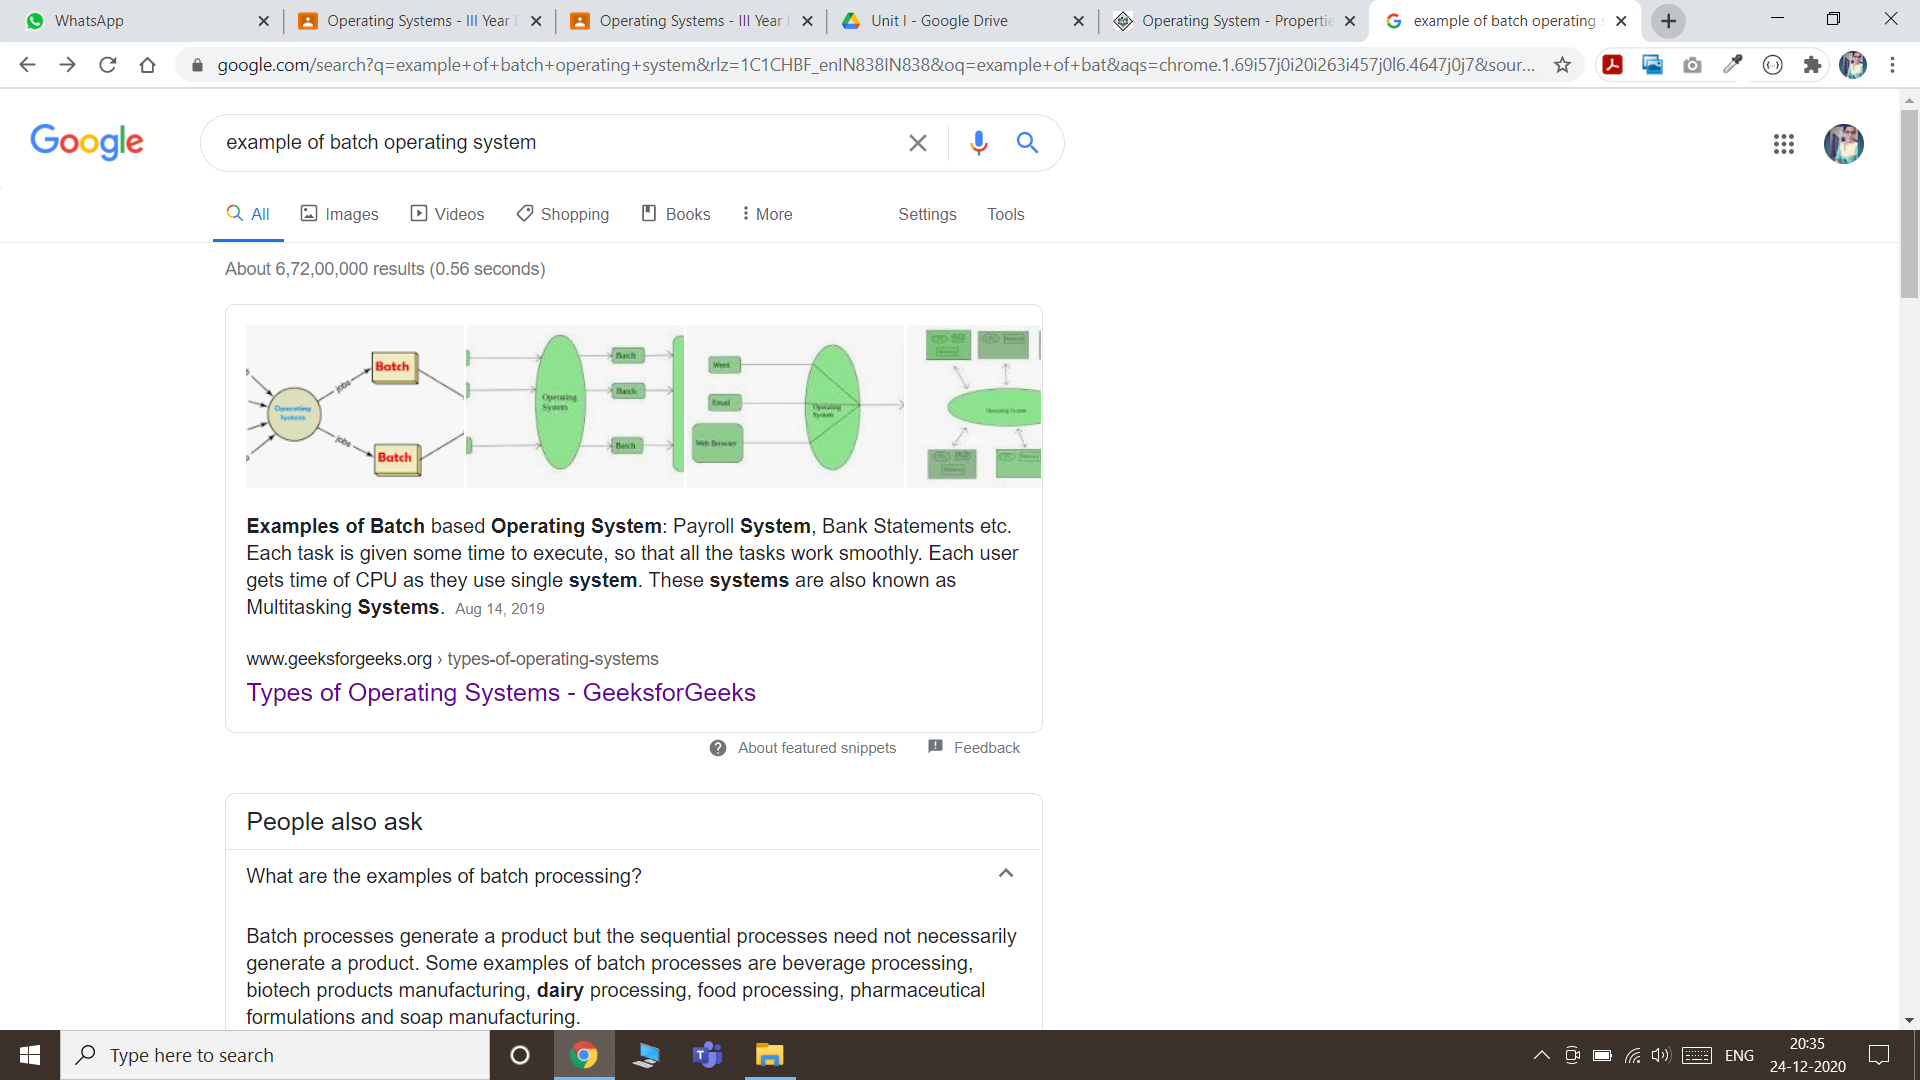 WhatsApp
Operating Systems - III Year
Operating Systems - III Year
Unit I - Google Drive
Operating System - Properti
example of batch operating
google.com/search?q=example+of+batch+operating+system&rlz=1C1CHBF_enIN838IN838&oq=example+of+bat&aqs=chrome.1.69i57j0i20i263i457j0l6.4647j0j7&sour...
Google
example of batch operating system
All
Images
Videos
Shopping
Books
More
Settings
Tools
About 6,72,00,000 results (0.56 seconds)
Operating
System
jobs
jobs
Batch
Batch
Operating
System
Batch
Batch
Batch
Word
Email
Web Browser
Operating
System
Operating System
Examples of Batch based Operating System: Payroll System, Bank Statements etc.
Each task is given some time to execute, so that all the tasks work smoothly. Each user
gets time of CPU as they use single system. These systems are also known as
Multitasking Systems. Aug 14, 2019
www.geeksforgeeks.org › types-of-operating-systems
Types of Operating Systems - GeeksforGeeks
About featured snippets
Feedback
People also ask
What are the examples of batch processing?
Batch processes generate a product but the sequential processes need not necessarily
generate a product. Some examples of batch processes are beverage processing,
biotech products manufacturing, dairy processing, food processing, pharmaceutical
formulations and soap manufacturing.
Type here to search
ENG
20:35
24-12-2020